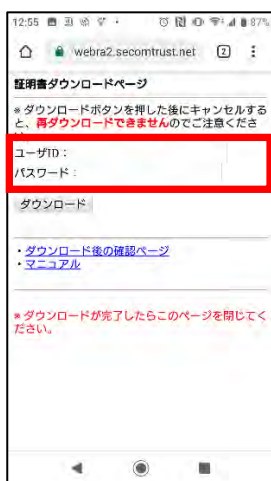 12:55
87%
webra2.secomtrust.net
2
証明書ダウンロードページ
※ダウンロードボタンを押した後にキャンセルする
と、再ダウンロードできませんのでご注意くださ
ユーザID：
パスワード：
ダウンロード
・ダウンロード後の確認ページ
・マニュアル
※ダウンロードが完了したらこのページを閉じてく
ださい。